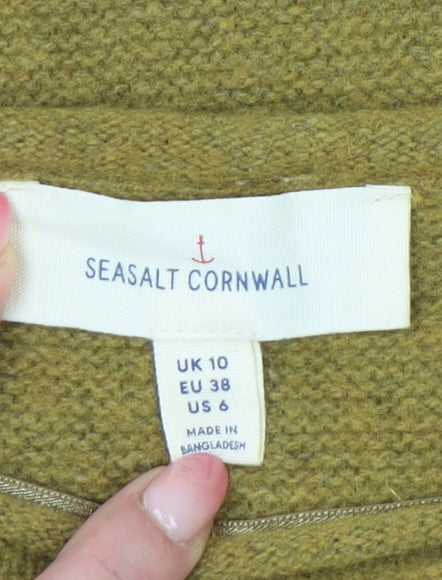 SEASALT CORNWALL
UK 10
EU 38
US 6
MADE IN
BANGLADESH